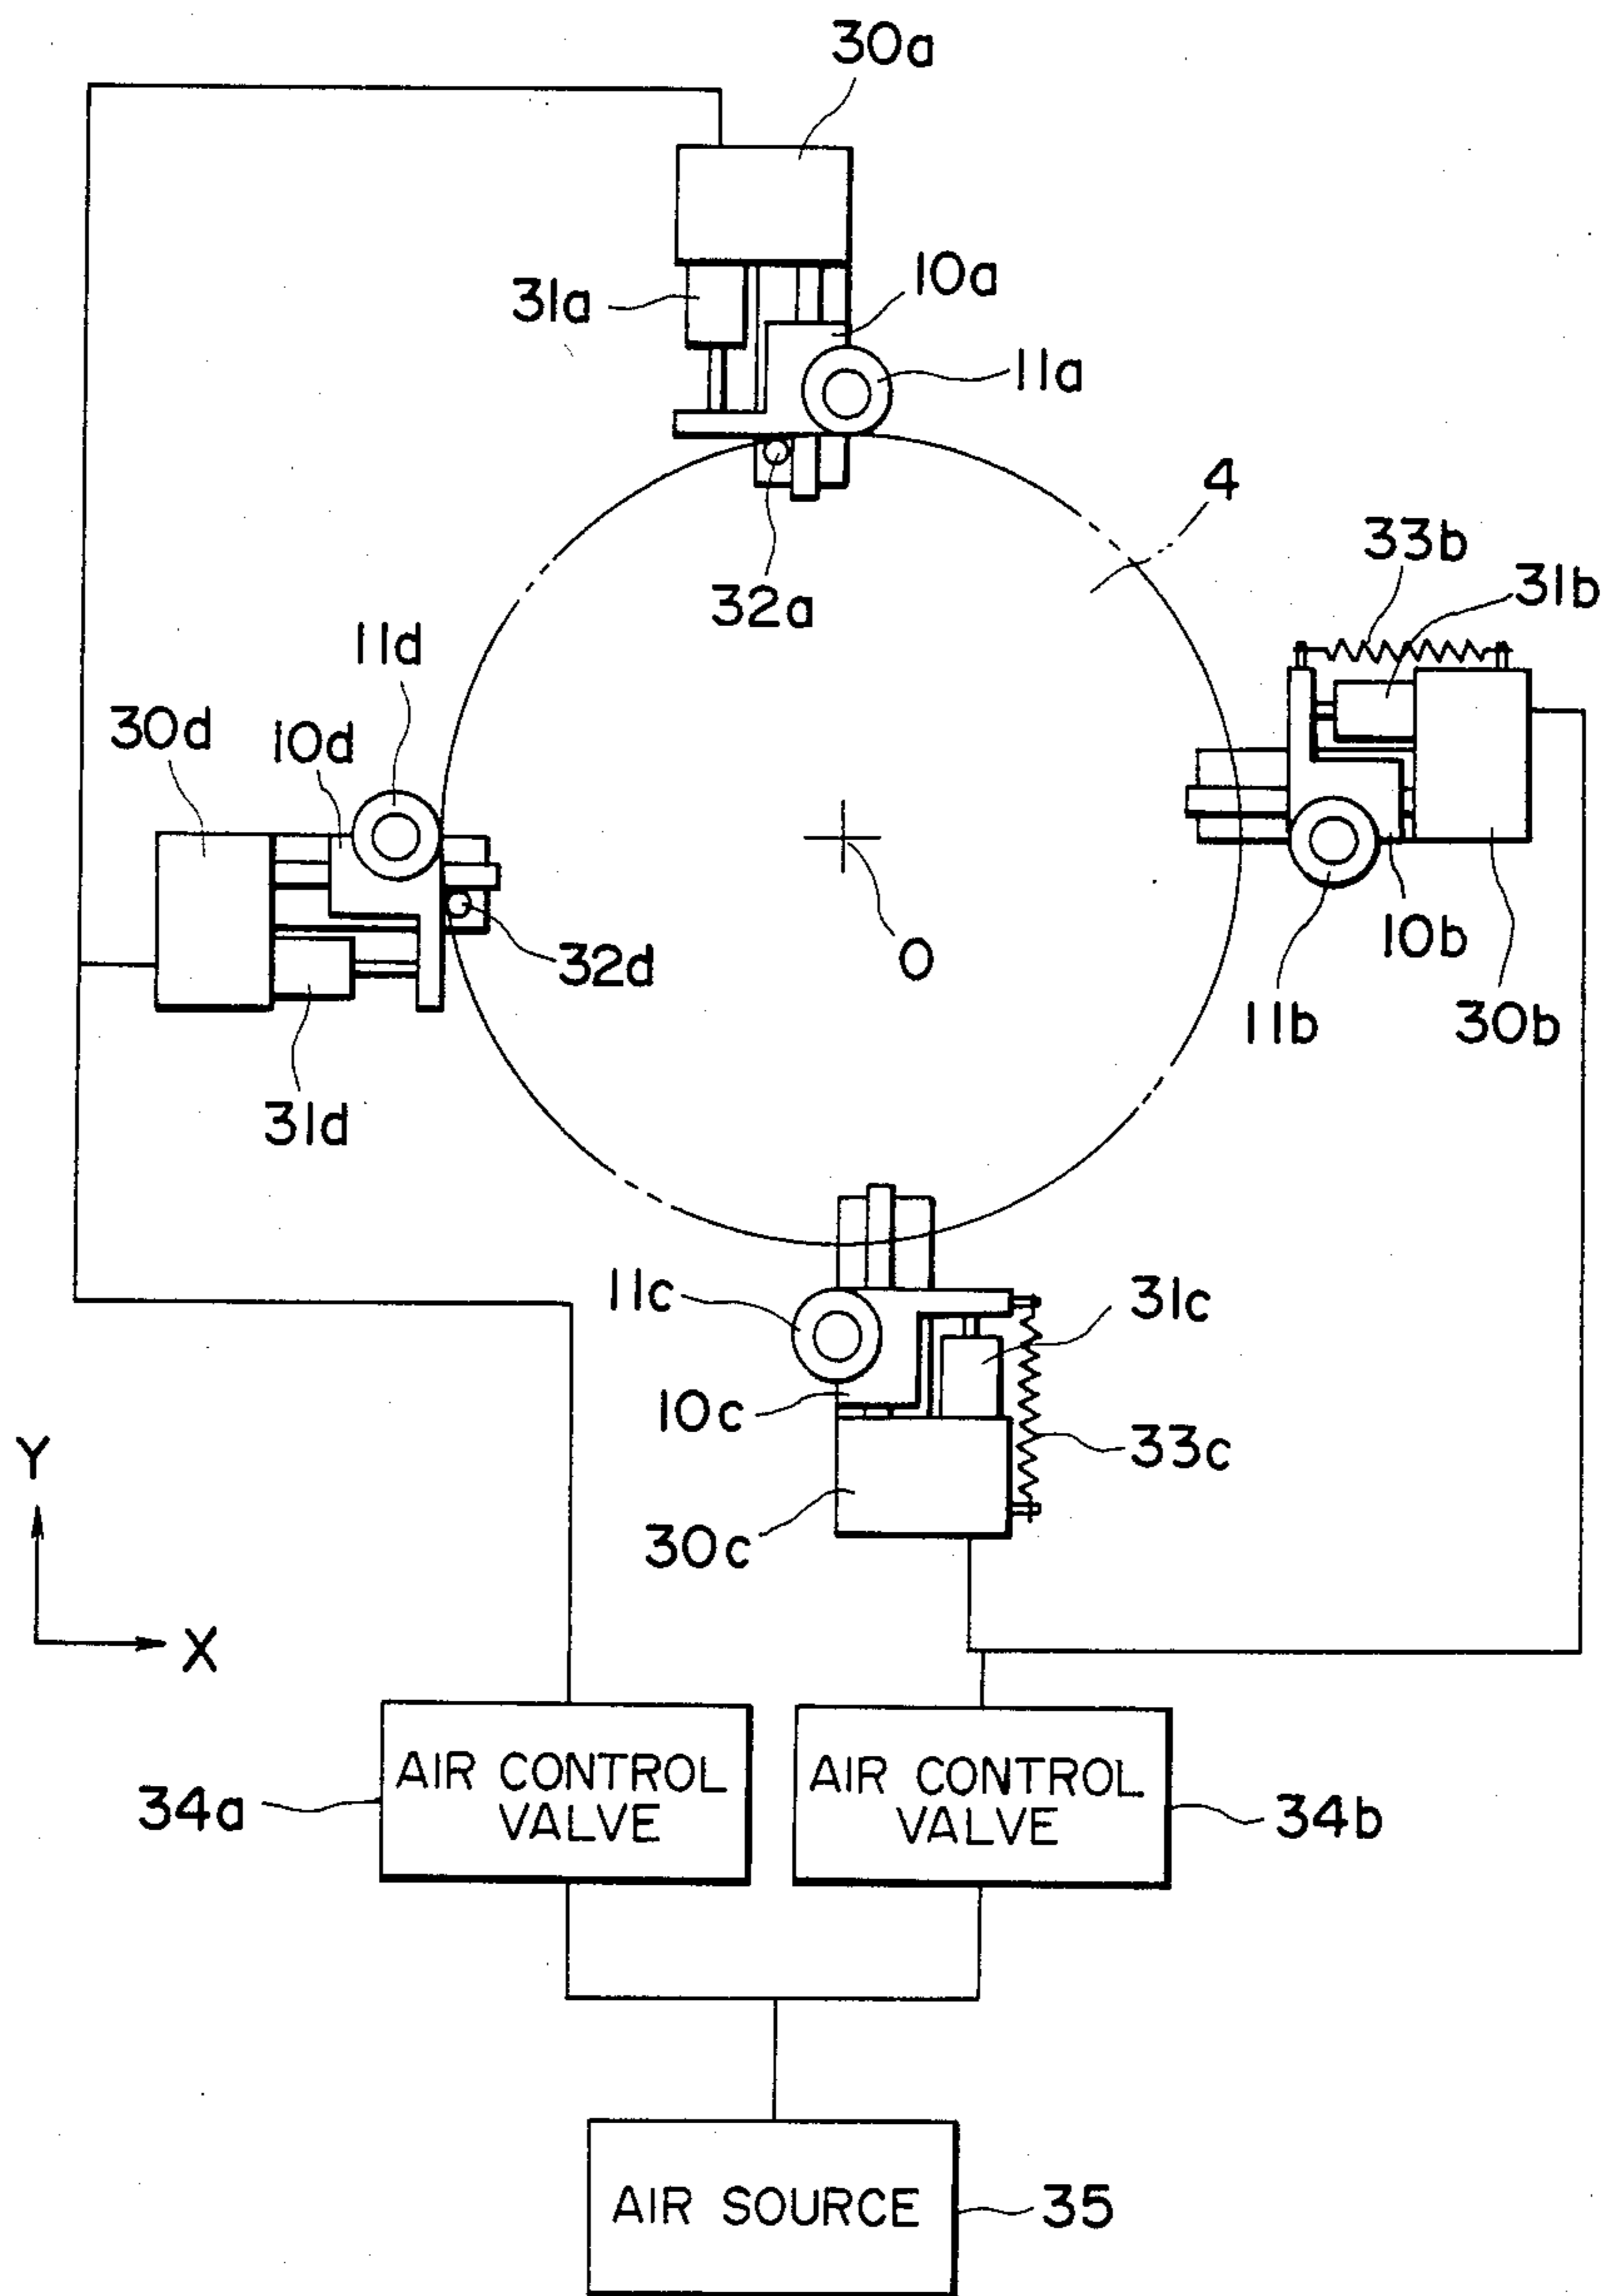 30a
10a
31a
11a
4
33b
31b
32a
11d
30d
10d
32d
O
10b
11b
30b
31d
11c
31c
10c
33c
Y
30c
X
AIR CONTROL
VALVE
AIR CONTROL
VALVE
34a
34b
AIR SOURCE
35